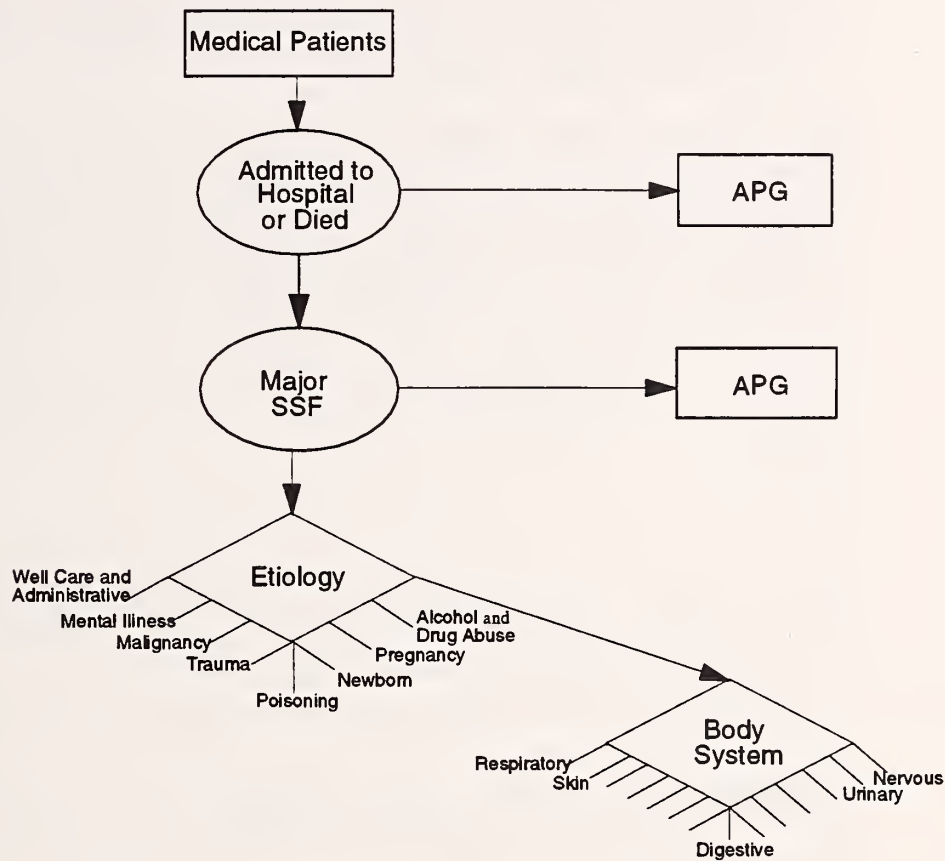 Medical Patients
Admitted to
Hospital
or Died
APG
Major
SSF
APG
Etiology
Well Care and
Administrative
Mental Illness
Malignancy
Trauma
Poisoning
Newborn
Pregnancy
Alcohol and
Drug Abuse
Body
System
Respiratory
Skin
Digestive
Urinary
Nervous